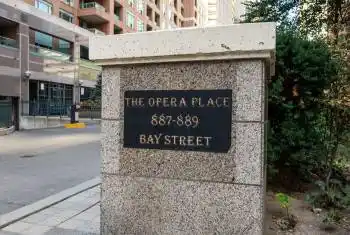 THE OPERA PLACE
887-889
BAY STREET